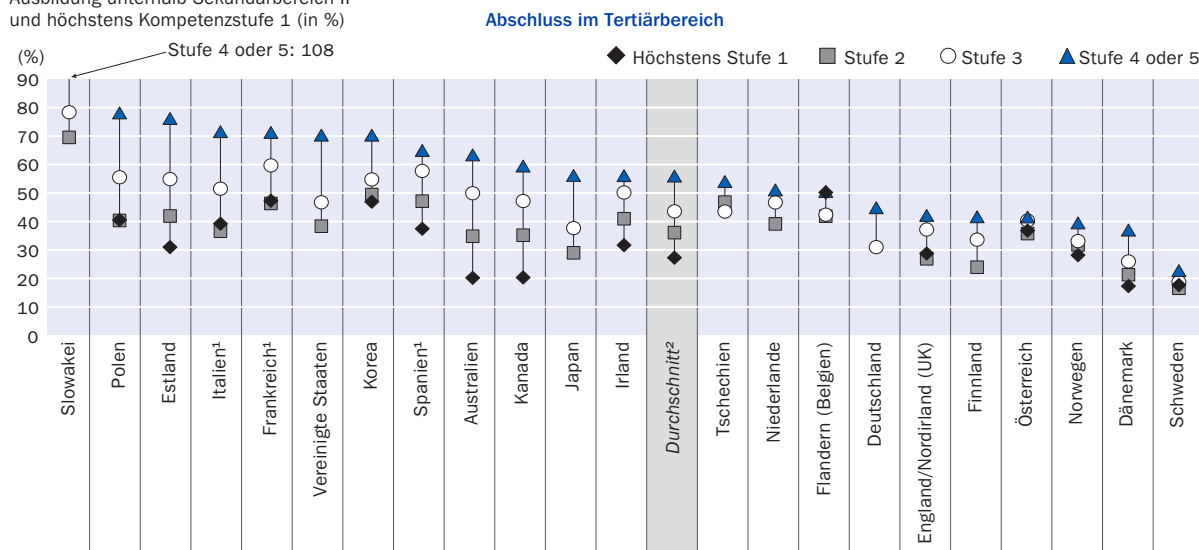 Ausbildung unterhalb Sekundarbereich II
und höchstens Kompetenzstufe 1 (in %)
Abschluss im Tertiärbereich
Stufe 4 oder 5: 108
(%)
Höchstens Stufe 1
Stufe 2
Stufe 3
Stufe 4 oder 5
90
80
70
60
50
40
30
20
10
0
Slowakei
Polen
Estland
Italien¹
Frankreich¹
Vereinigte Staaten
Korea
Spanien¹
Australien
Kanada
Japan
Irland
Durchschnitt²
Tschechien
Niederlande
Flandern (Belgien)
Deutschland
England/Nordirland (UK)
Finnland
Österreich
Norwegen
Dänemark
Schweden